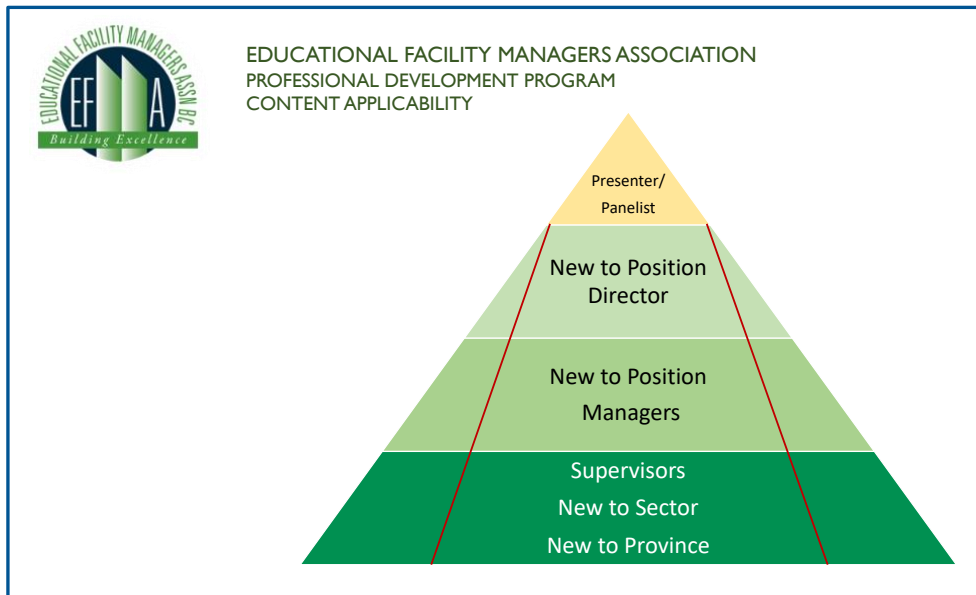 EDUCATIONAL FACILITY MANAGERS ASSN BC
EF MA
Building Excellence
EDUCATIONAL FACILITY MANAGERS ASSOCIATION
PROFESSIONAL DEVELOPMENT PROGRAM
CONTENT APPLICABILITY
Presenter/
Panelist
New to Position
Director
New to Position
Managers
Supervisors
New to Sector
New to Province